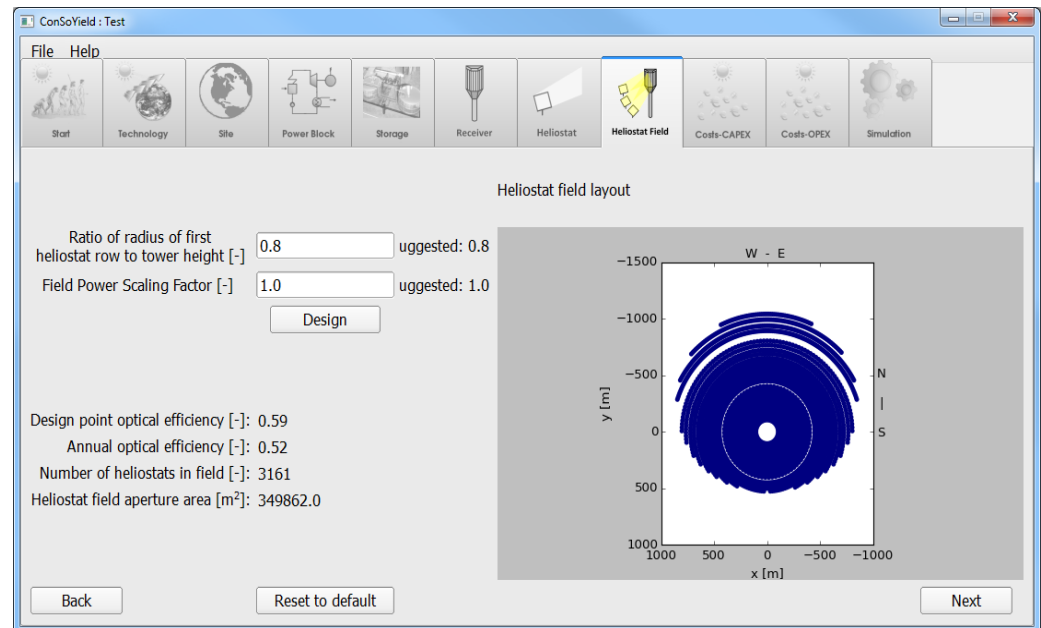 ConSoYield : Test
File Help
Start Technology Site Power Block Storage Receiver Heliostat Heliostat Field Costs-CAPEX Costs-OPEX Simulation
Heliostat field layout
Ratio of radius of first
heliostat row to tower height [-] 0.8 uggested: 0.8
Field Power Scaling Factor [-] 1.0 uggested: 1.0
Design
Design point optical efficiency [-]: 0.59
Annual optical efficiency [-]: 0.52
Number of heliostats in field [-]: 3161
Heliostat field aperture area [m²]: 349862.0
W - E
−1500
−1000
−500
0
500
1000
y [m]
N
|
S
1000 500 0 −500 −1000
x [m]
Back Reset to default Next